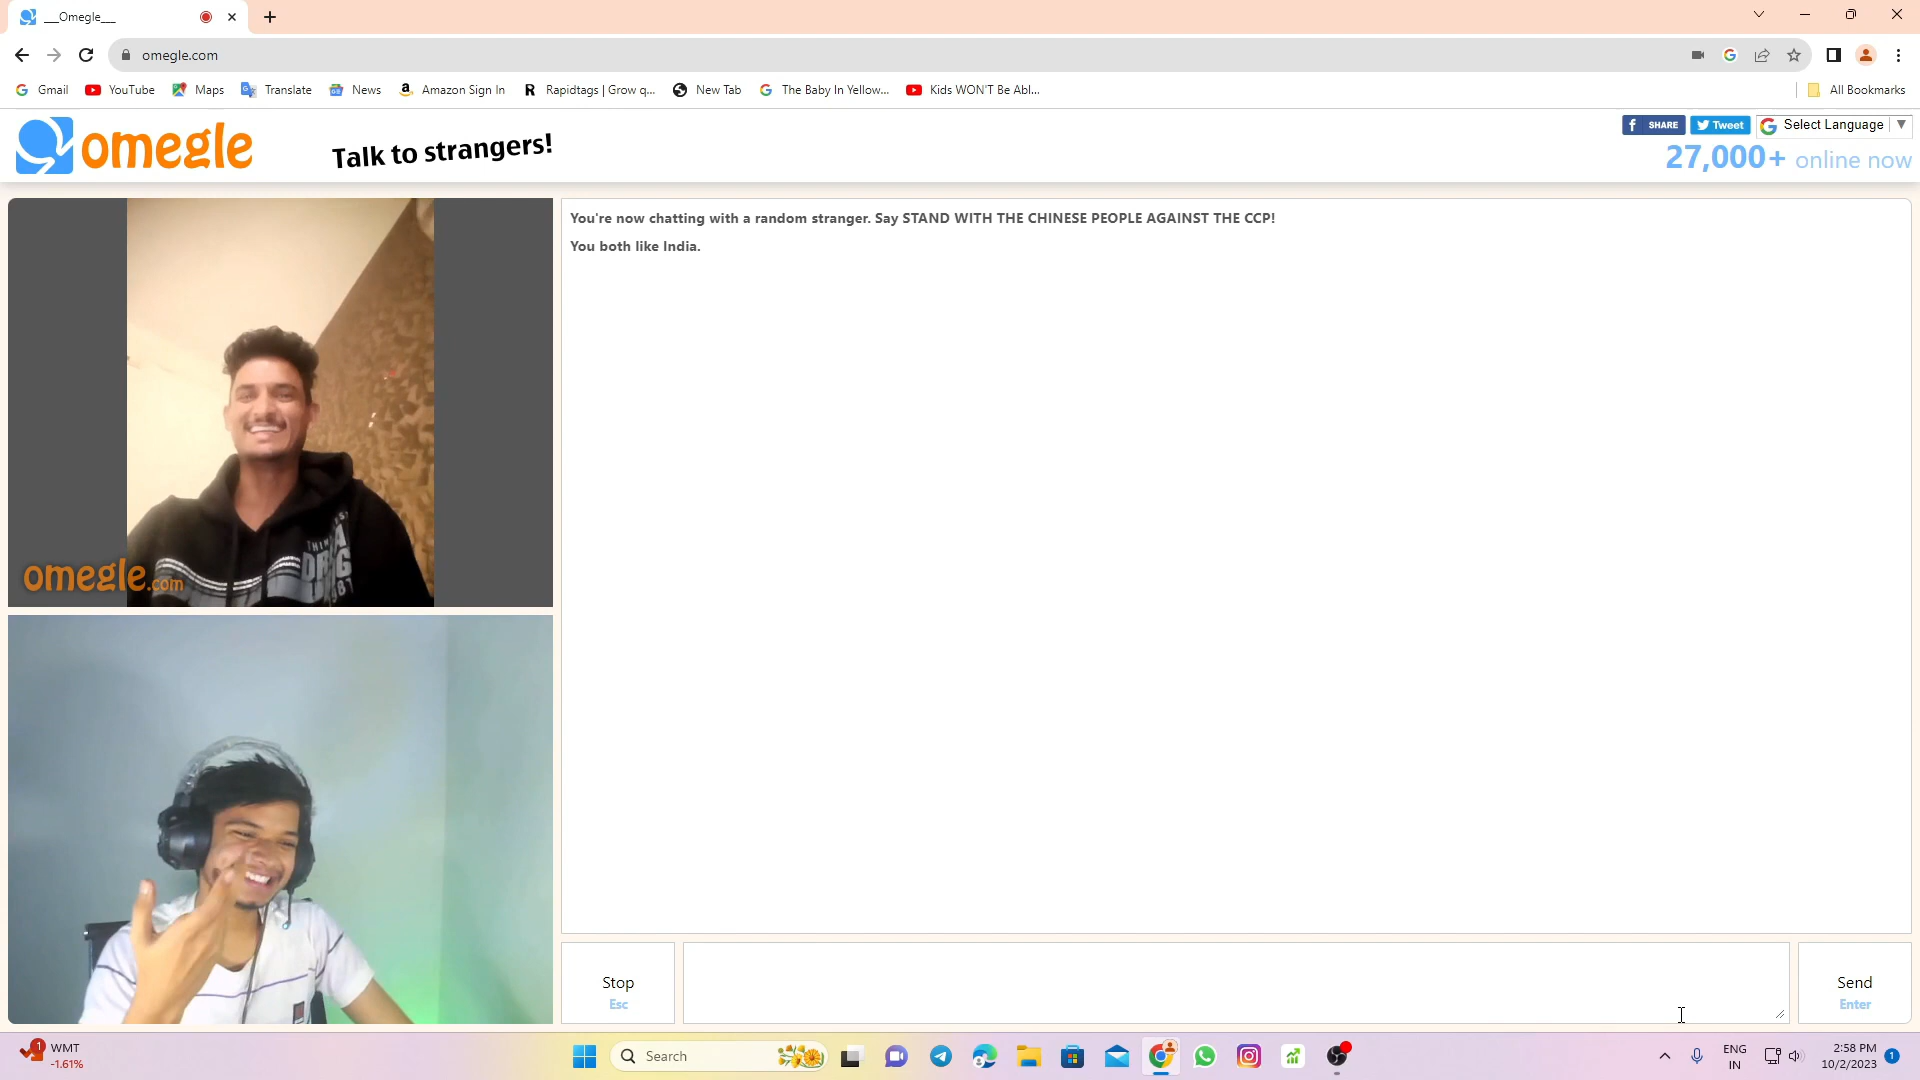 __Omegle__
omegle.com
Gmail
YouTube
Maps
Translate
News
Amazon Sign In
Rapidtags | Grow q...
New Tab
The Baby In Yellow...
Kids WON'T Be Abl...
All Bookmarks
omegle
Talk to strangers!
SHARE
Tweet
Select Language
27,000+ online now
You're now chatting with a random stranger. Say STAND WITH THE CHINESE PEOPLE AGAINST THE CCP!
You both like India.
omegle.com
Stop
Esc
Send
Enter
1
WMT
-1.61%
Search
ENG
IN
2:58 PM
10/2/2023
1